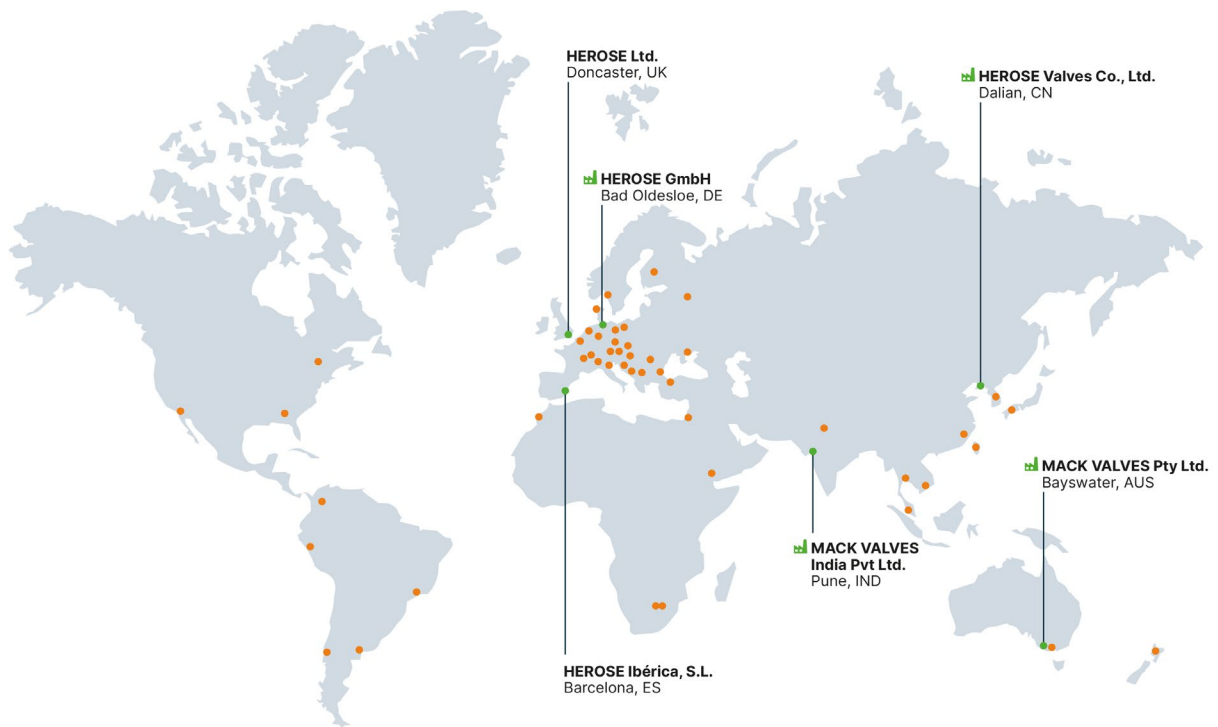 HEROSE Ltd.
Doncaster, UK
HEROSE Valves Co., Ltd.
Dalian, CN
HEROSE GmbH
Bad Oldesloe, DE
MACK VALVES Pty Ltd.
Bayswater, AUS
MACK VALVES
India Pvt Ltd.
Pune, IND
HEROSE Ibérica, S.L.
Barcelona, ES